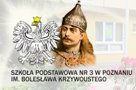 SZKOŁA PODSTAWOWA NR 3 W POZNANIU
IM. BOLESŁAWA KRZYWOUSTEGO